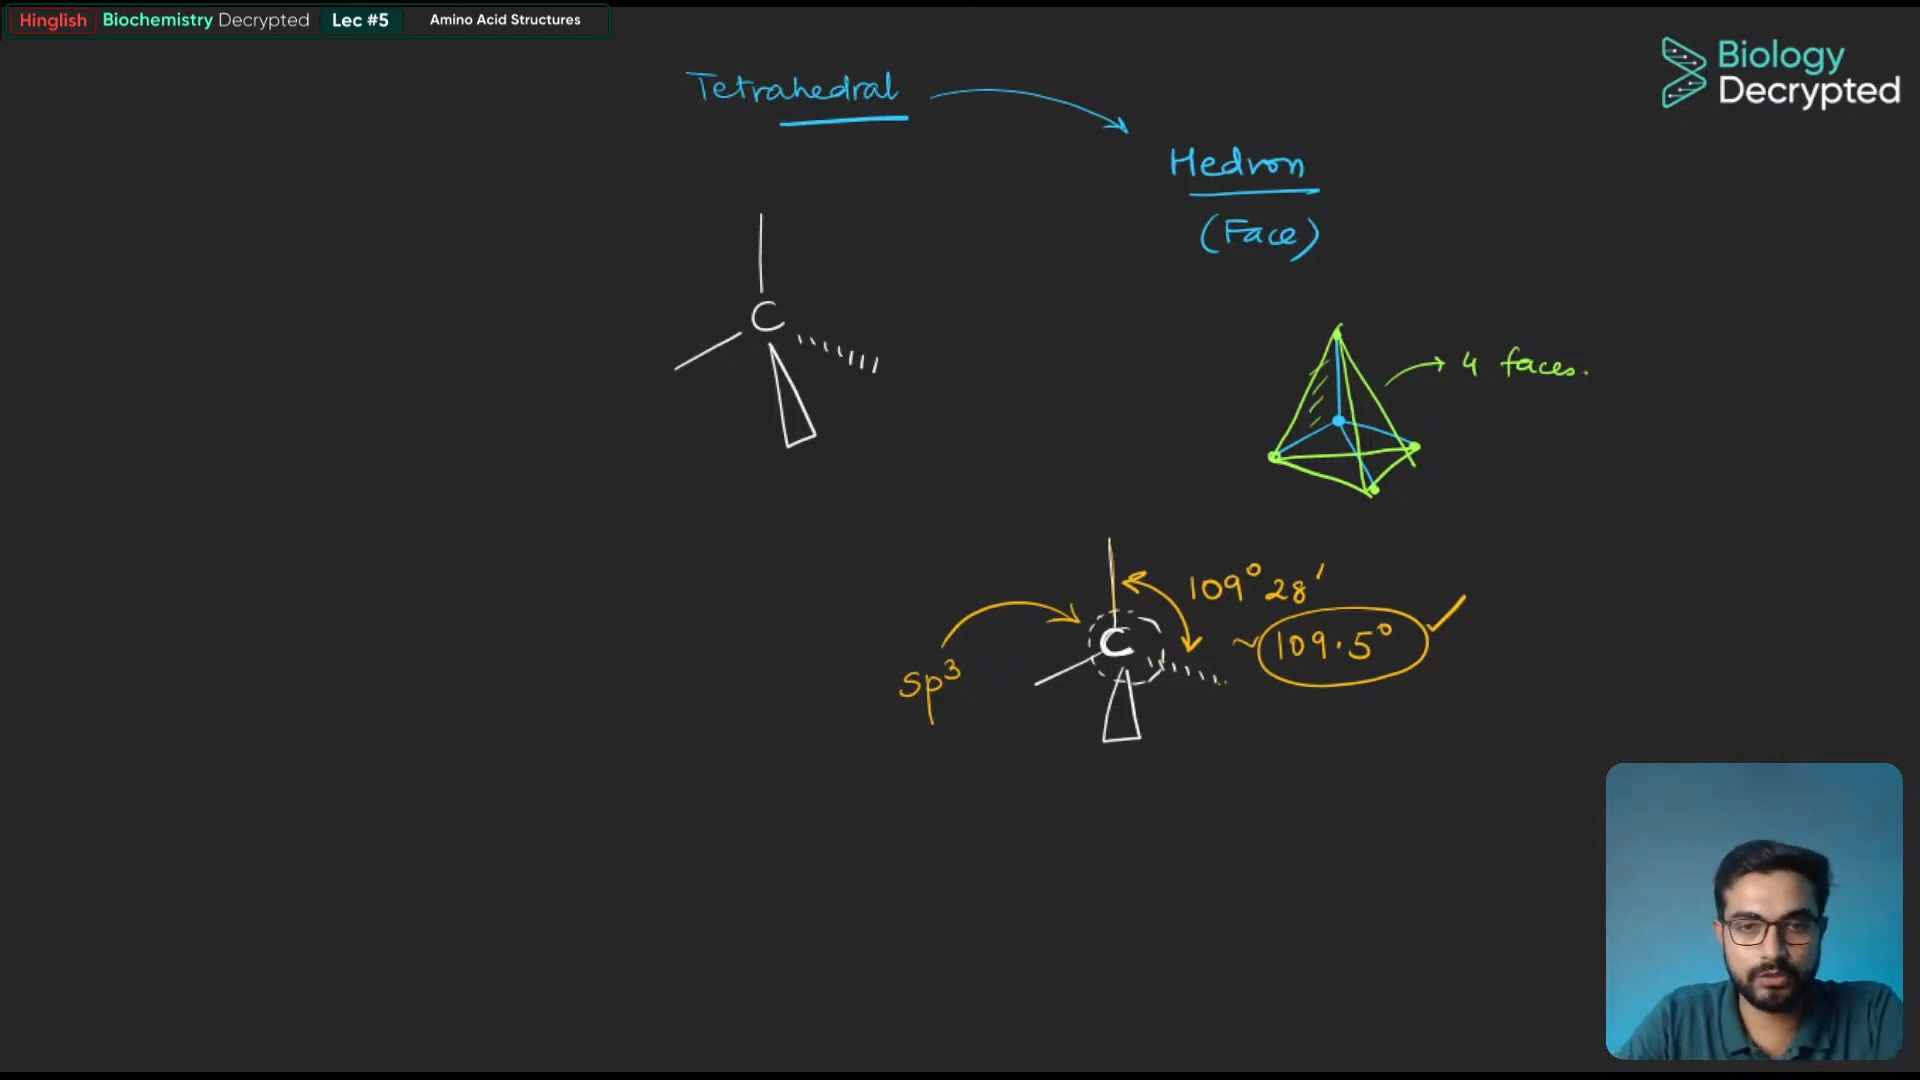 Hinglish Biochemistry Decrypted Lec #5 Amino Acid Structures
Biology
Decrypted
Tetrahedral
Hedron
(Face)
C
4 faces.
109° 28'
C
~ 109.5°
sp³